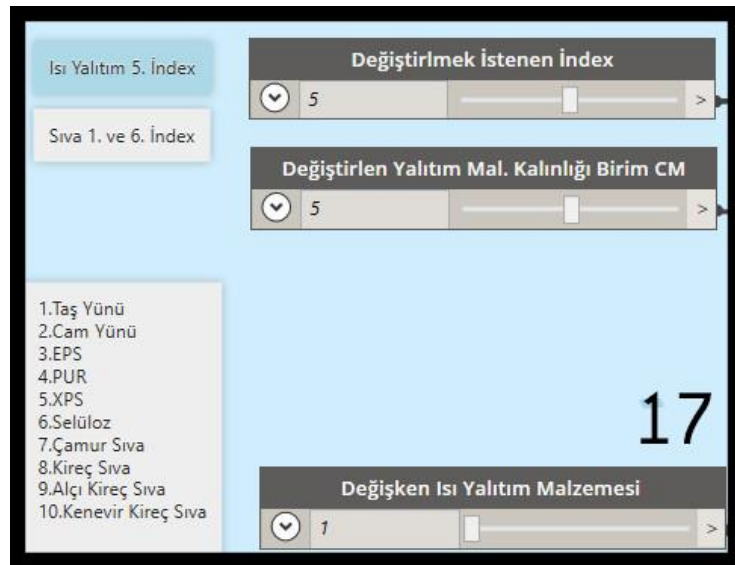 Isı Yalıtım 5. İndex
Sıva 1. ve 6. İndex
Değiştirlmek İstenen İndex
5
>
Değiştirlen Yalıtım Mal. Kalınlığı Birim CM
5
>
1.Taş Yünü
2.Cam Yünü
3.EPS
4.PUR
5.XPS
6.Selüloz
7.Çamur Sıva
8.Kireç Sıva
9.Alçı Kireç Sıva
10.Kenevir Kireç Sıva
17
Değişken Isı Yalıtım Malzemesi
1
>